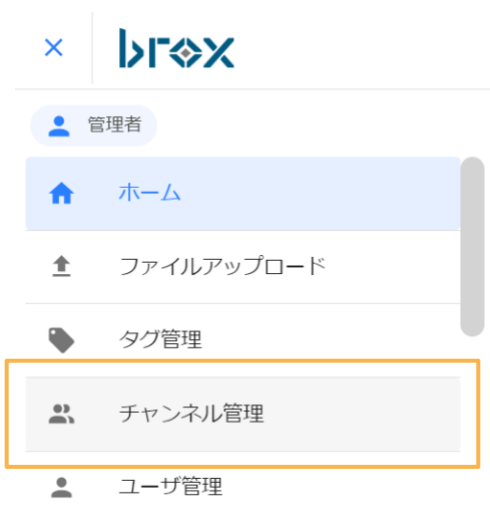 brox
管理者
ホーム
ファイルアップロード
タグ管理
チャンネル管理
ユーザ管理